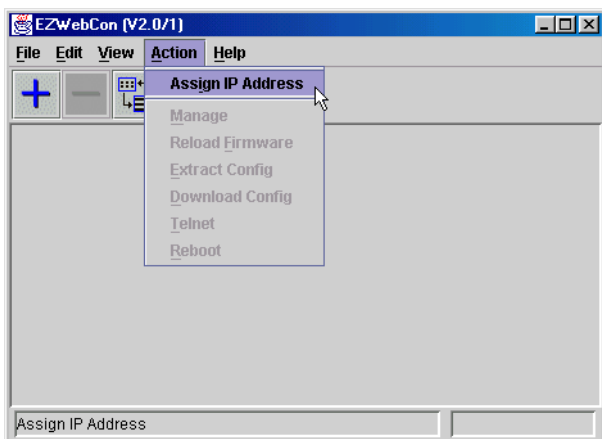 EZWebCon (V2.0/1)
File Edit View Action Help
Assign IP Address
Manage
Reload Firmware
Extract Config
Download Config
Telnet
Reboot
Assign IP Address